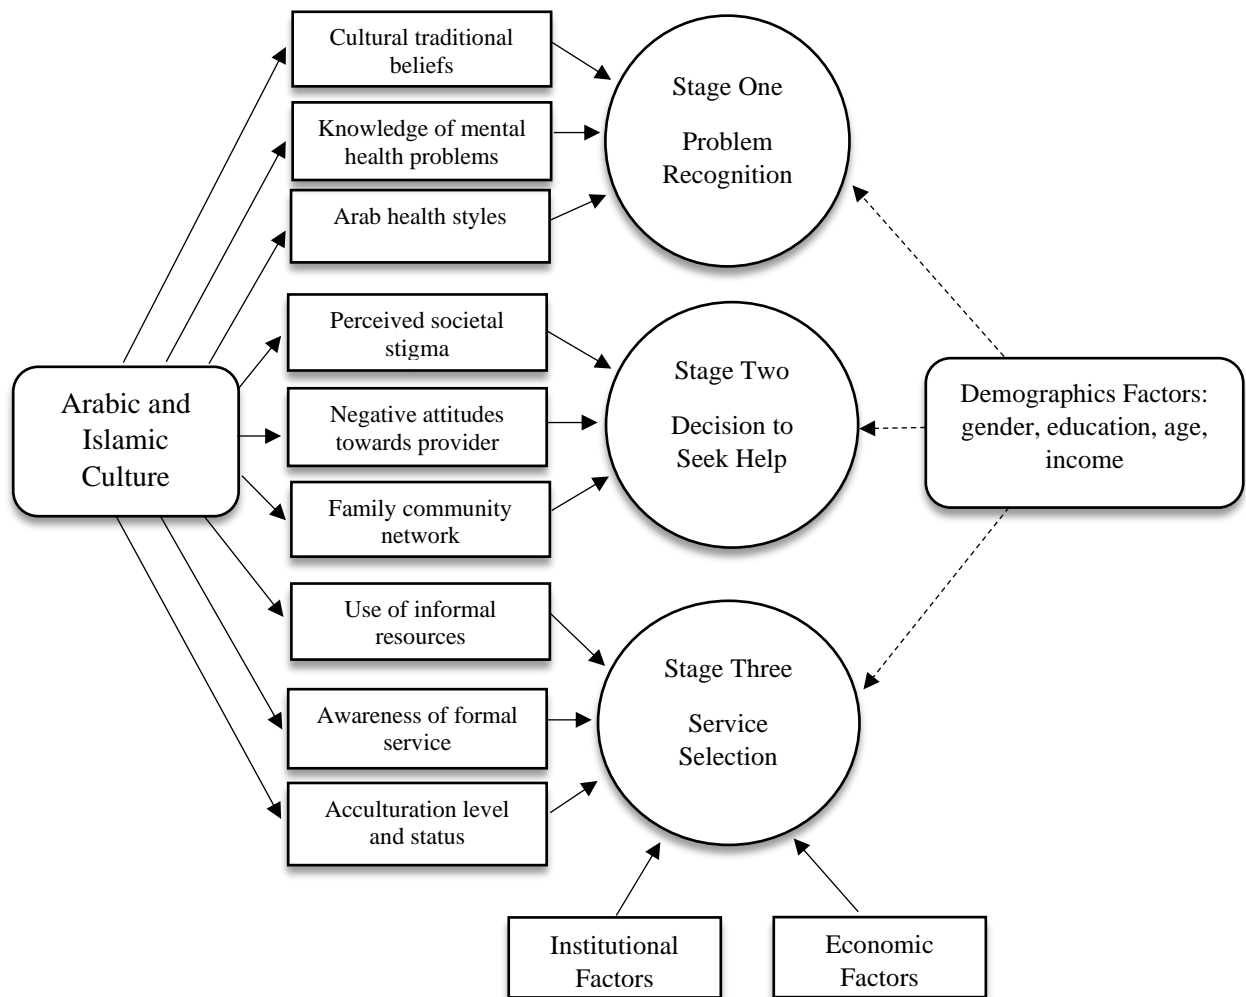 Cultural traditional
beliefs
Knowledge of mental
health problems
Arab health styles
Stage One
Problem
Recognition
Perceived societal
stigma
Negative attitudes
towards provider
Family community
network
Stage Two
Decision to
Seek Help
Arabic and
Islamic
Culture
Demographics Factors:
gender, education, age,
income
Use of informal
resources
Awareness of formal
service
Acculturation level
and status
Stage Three
Service
Selection
Institutional
Factors
Economic
Factors